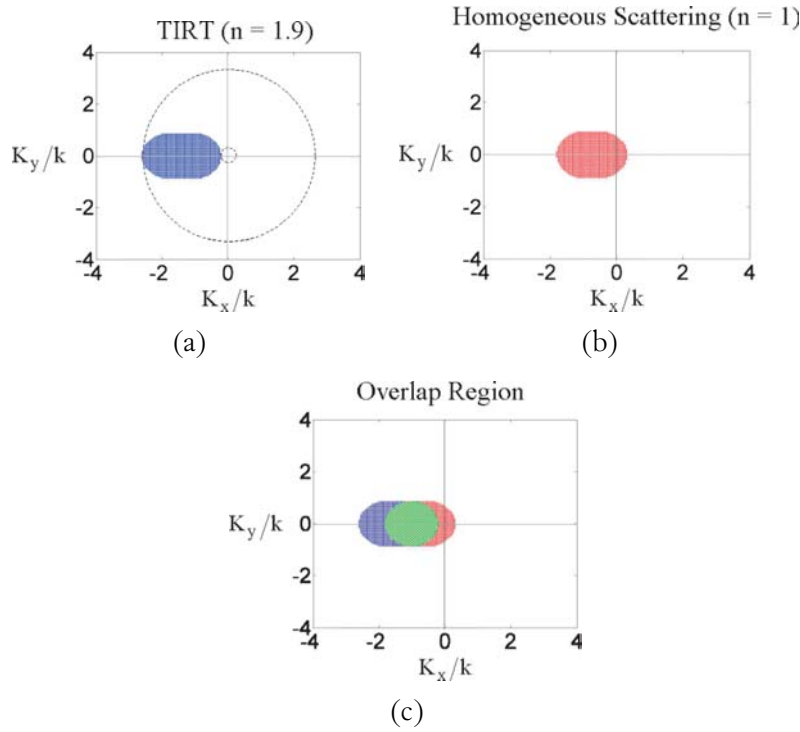 TIRT (n = 1.9)
4
2
K_y/k 0
-2
-4
-4 -2 0 2 4
K_x/k
(a)
Homogeneous Scattering (n = 1)
4
2
K_y/k 0
-2
-4
-4 -2 0 2 4
K_x/k
(b)
Overlap Region
4
2
K_y/k 0
-2
-4
-4 -2 0 2 4
K_x/k
(c)